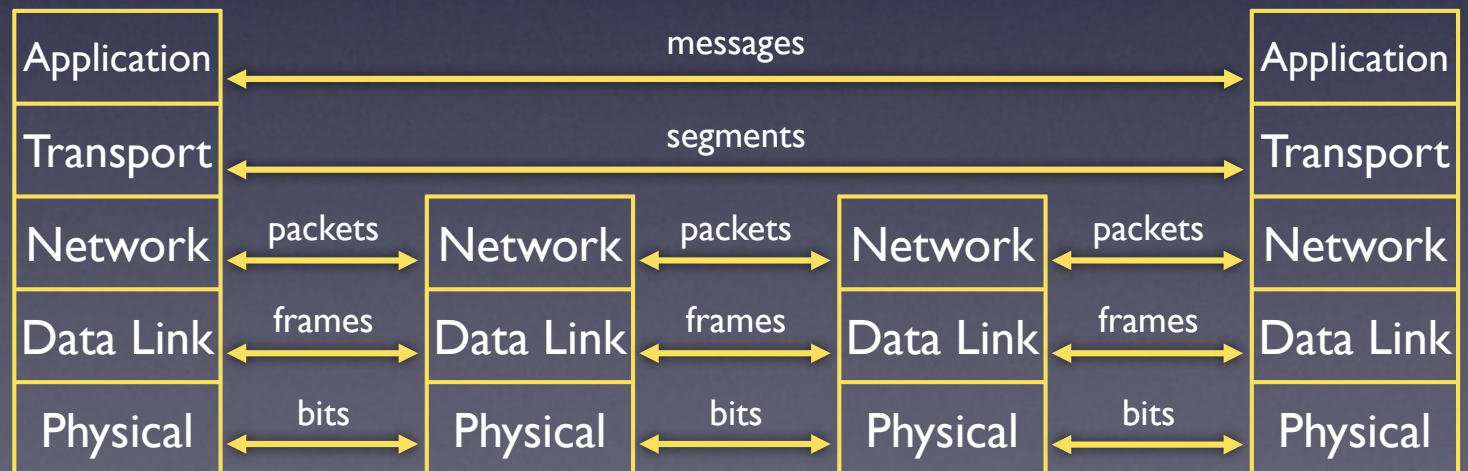 Application messages Application
Transport segments Transport
Network packets Network packets Network packets Network
Data Link frames Data Link frames Data Link frames Data Link
Physical bits Physical bits Physical bits Physical